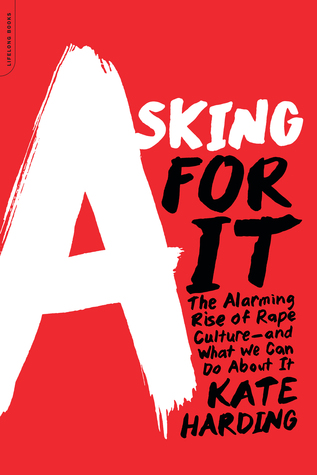 LIFELONG BOOKS
ASKING
FOR
IT
The Alarming
Rise of Rape
Culture—and
What We Can
Do About It
KATE
HARDING